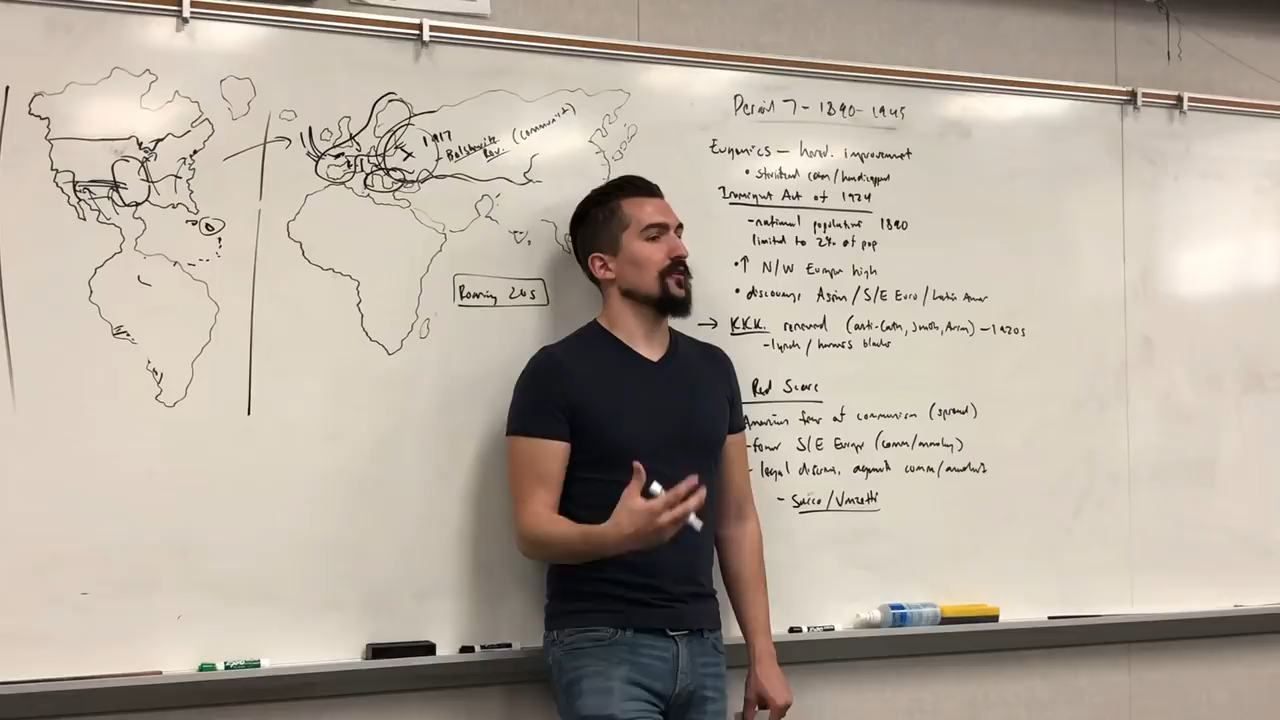 1917
Bolshevik (communist)
Rev.
Roaring 20s
Period 7 - 1890-1945
Eugenics - hered. improvement
• sterilized crim/handicapped
Immigrant Act of 1924
- national population 1890
limited to 2% of pop
• ↑ N/W Europe high
• discourage Asian/S/E Euro/Latin Amer
→ KKK. renewed (anti-Cath, Jewish, Asian) - 1920s
- lynch/harass blacks
Red Scare
American fear of communism (spread)
- fear S/E Europe (comm/anarchy)
- legal discrim. against comm/anarchist
- Sacco/Vanzetti
EXPO